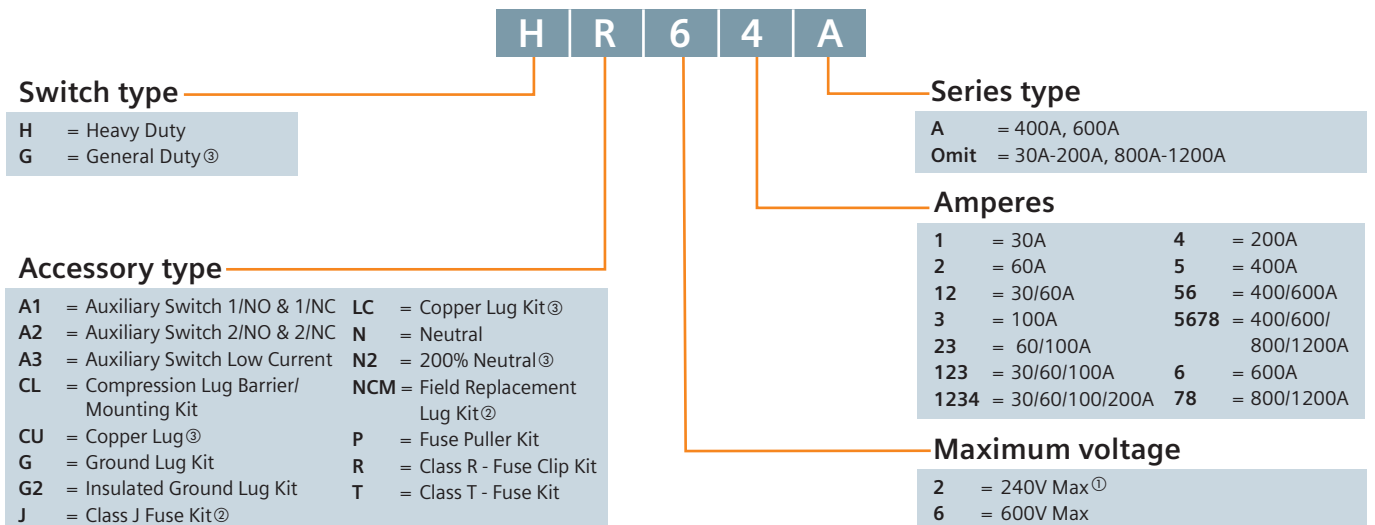 H R 6 4 A
Switch type
H = Heavy Duty
G = General Duty③
Accessory type
A1 = Auxiliary Switch 1/NO & 1/NC
A2 = Auxiliary Switch 2/NO & 2/NC
A3 = Auxiliary Switch Low Current
CL = Compression Lug Barrier/
Mounting Kit
CU = Copper Lug③
G = Ground Lug Kit
G2 = Insulated Ground Lug Kit
J = Class J Fuse Kit②
LC = Copper Lug Kit③
N = Neutral
N2 = 200% Neutral③
NCM = Field Replacement
Lug Kit②
P = Fuse Puller Kit
R = Class R - Fuse Clip Kit
T = Class T - Fuse Kit
Series type
A = 400A, 600A
Omit = 30A-200A, 800A-1200A
Amperes
1 = 30A
2 = 60A
12 = 30/60A
3 = 100A
23 = 60/100A
123 = 30/60/100A
1234 = 30/60/100/200A
4 = 200A
5 = 400A
56 = 400/600A
5678 = 400/600/
800/1200A
6 = 600A
78 = 800/1200A
Maximum voltage
2 = 240V Max①
6 = 600V Max